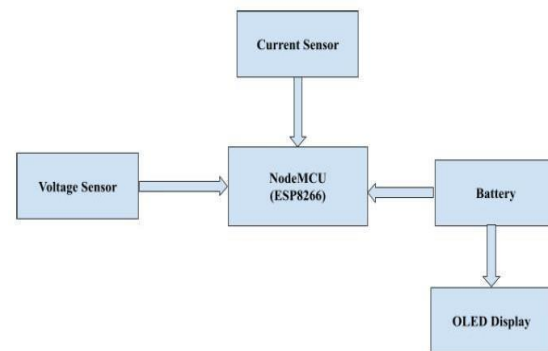 Current Sensor
Voltage Sensor
NodeMCU
(ESP8266)
Battery
OLED Display